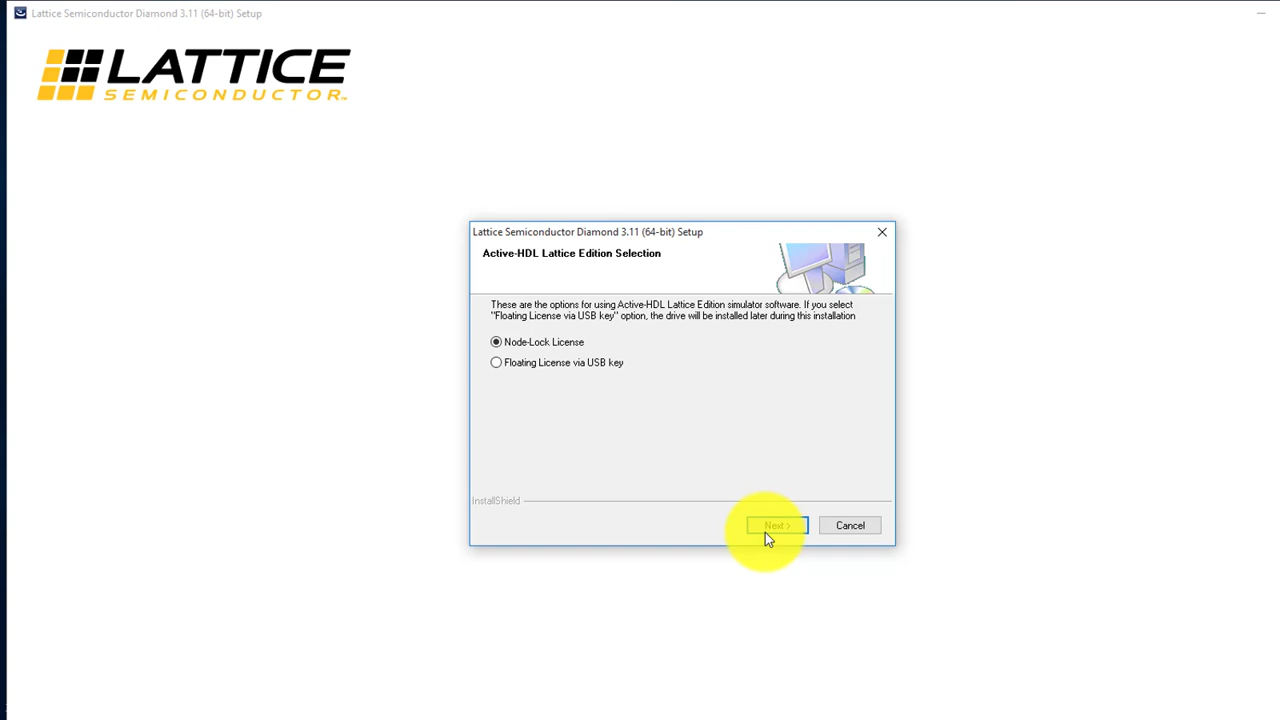 Lattice Semiconductor Diamond 3.11 (64-bit) Setup
LATTICE
SEMICONDUCTOR™
Lattice Semiconductor Diamond 3.11 (64-bit) Setup
Active-HDL Lattice Edition Selection
These are the options for using Active-HDL Lattice Edition simulator software. If you select
"Floating License via USB key" option, the drive will be installed later during this installation
Node-Lock License
Floating License via USB key
InstallShield
Next >
Cancel